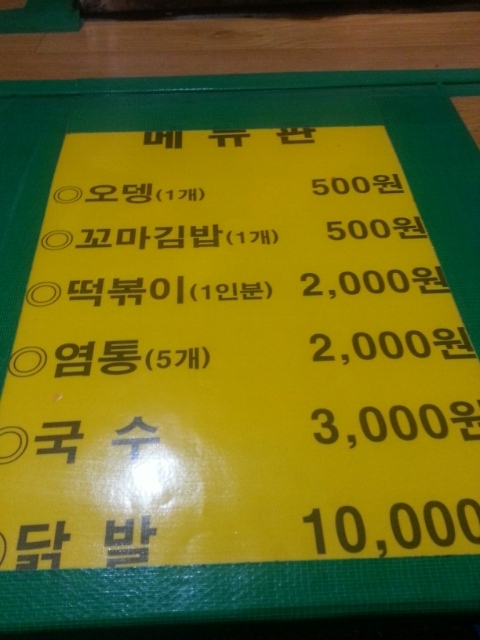 메뉴판
◎오뎅(1개) 500원
◎꼬마김밥(1개) 500원
◎떡볶이(1인분) 2,000원
◎염통(5개) 2,000원
◎국 수 3,000원
◎닭 발 10,000